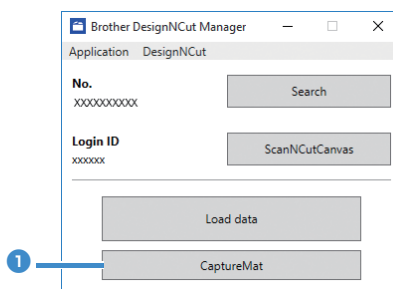 Brother DesignNCut Manager
Application DesignNCut
No.
XXXXXXXXXX
Search
Login ID
xxxxxx
ScanNCutCanvas
Load data
1
CaptureMat